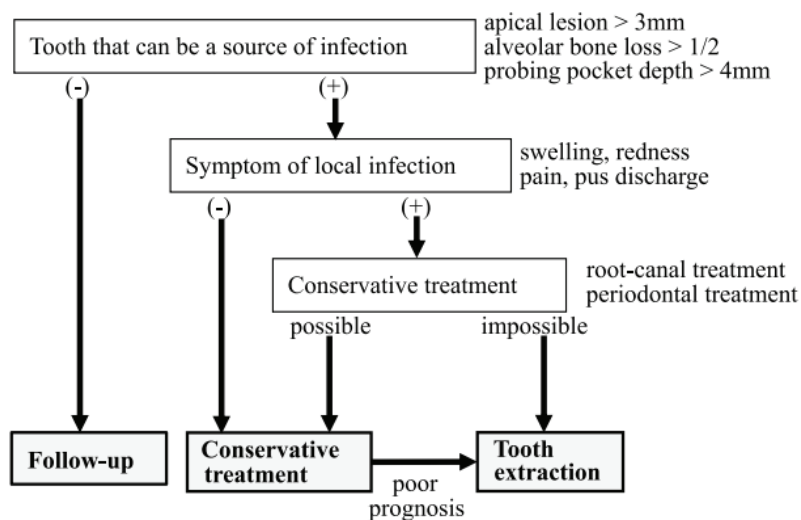 Tooth that can be a source of infection
apical lesion > 3mm
alveolar bone loss > 1/2
probing pocket depth > 4mm
(-)
(+)
Symptom of local infection
swelling, redness
pain, pus discharge
(-)
(+)
Conservative treatment
root-canal treatment
periodontal treatment
possible
impossible
Follow-up
Conservative
treatment
Tooth
extraction
poor
prognosis